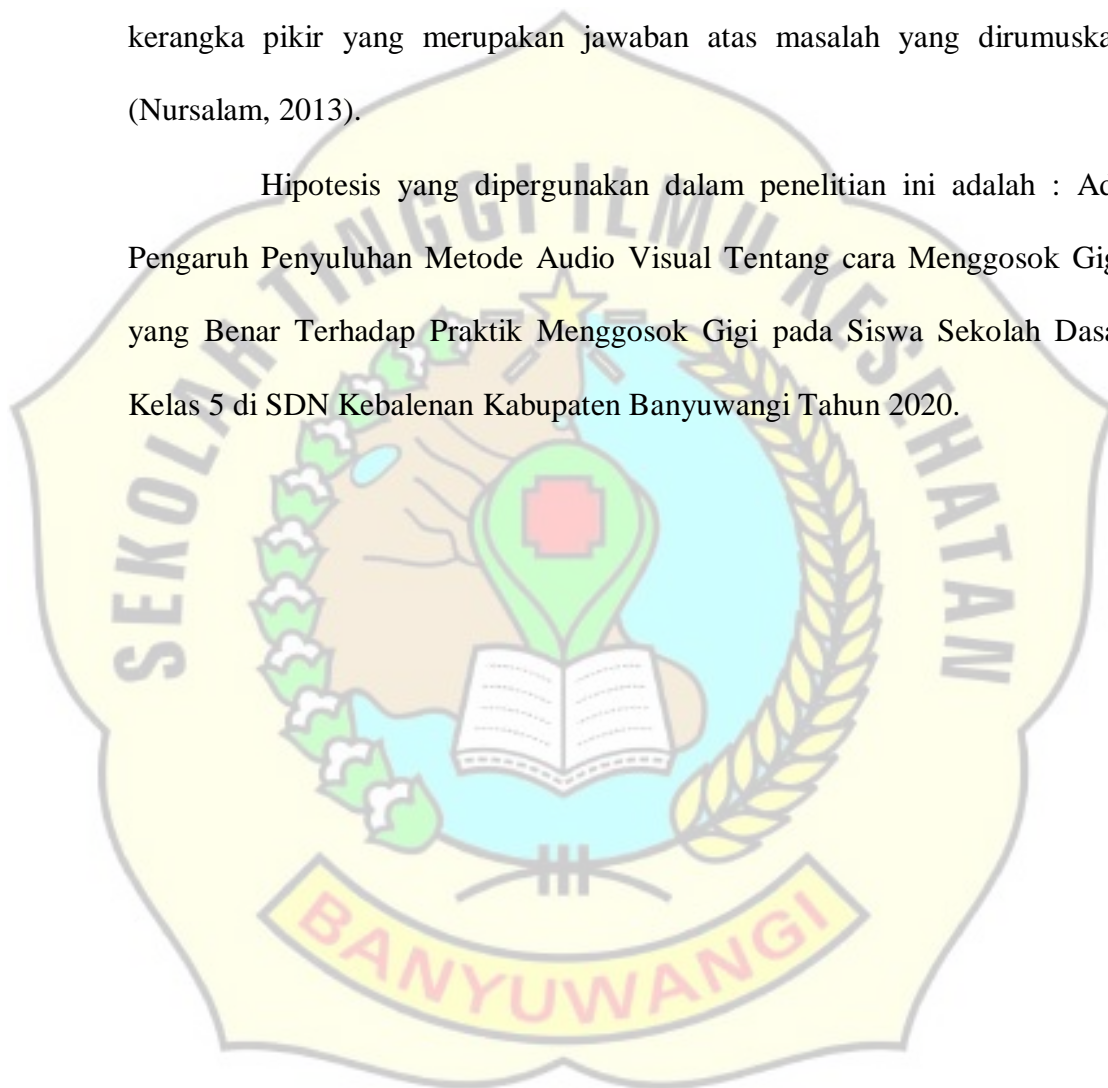 kerangka pikir yang merupakan jawaban atas masalah yang dirumuska
(Nursalam, 2013).
Hipotesis yang dipergunakan dalam penelitian ini adalah : Ad
Pengaruh Penyuluhan Metode Audio Visual Tentang cara Menggosok Gig
yang Benar Terhadap Praktik Menggosok Gigi pada Siswa Sekolah Dasa
Kelas 5 di SDN Kebalenan Kabupaten Banyuwangi Tahun 2020.
SEKOLAH TINGGI ILMU KESEHATAN
BANYUWANGI